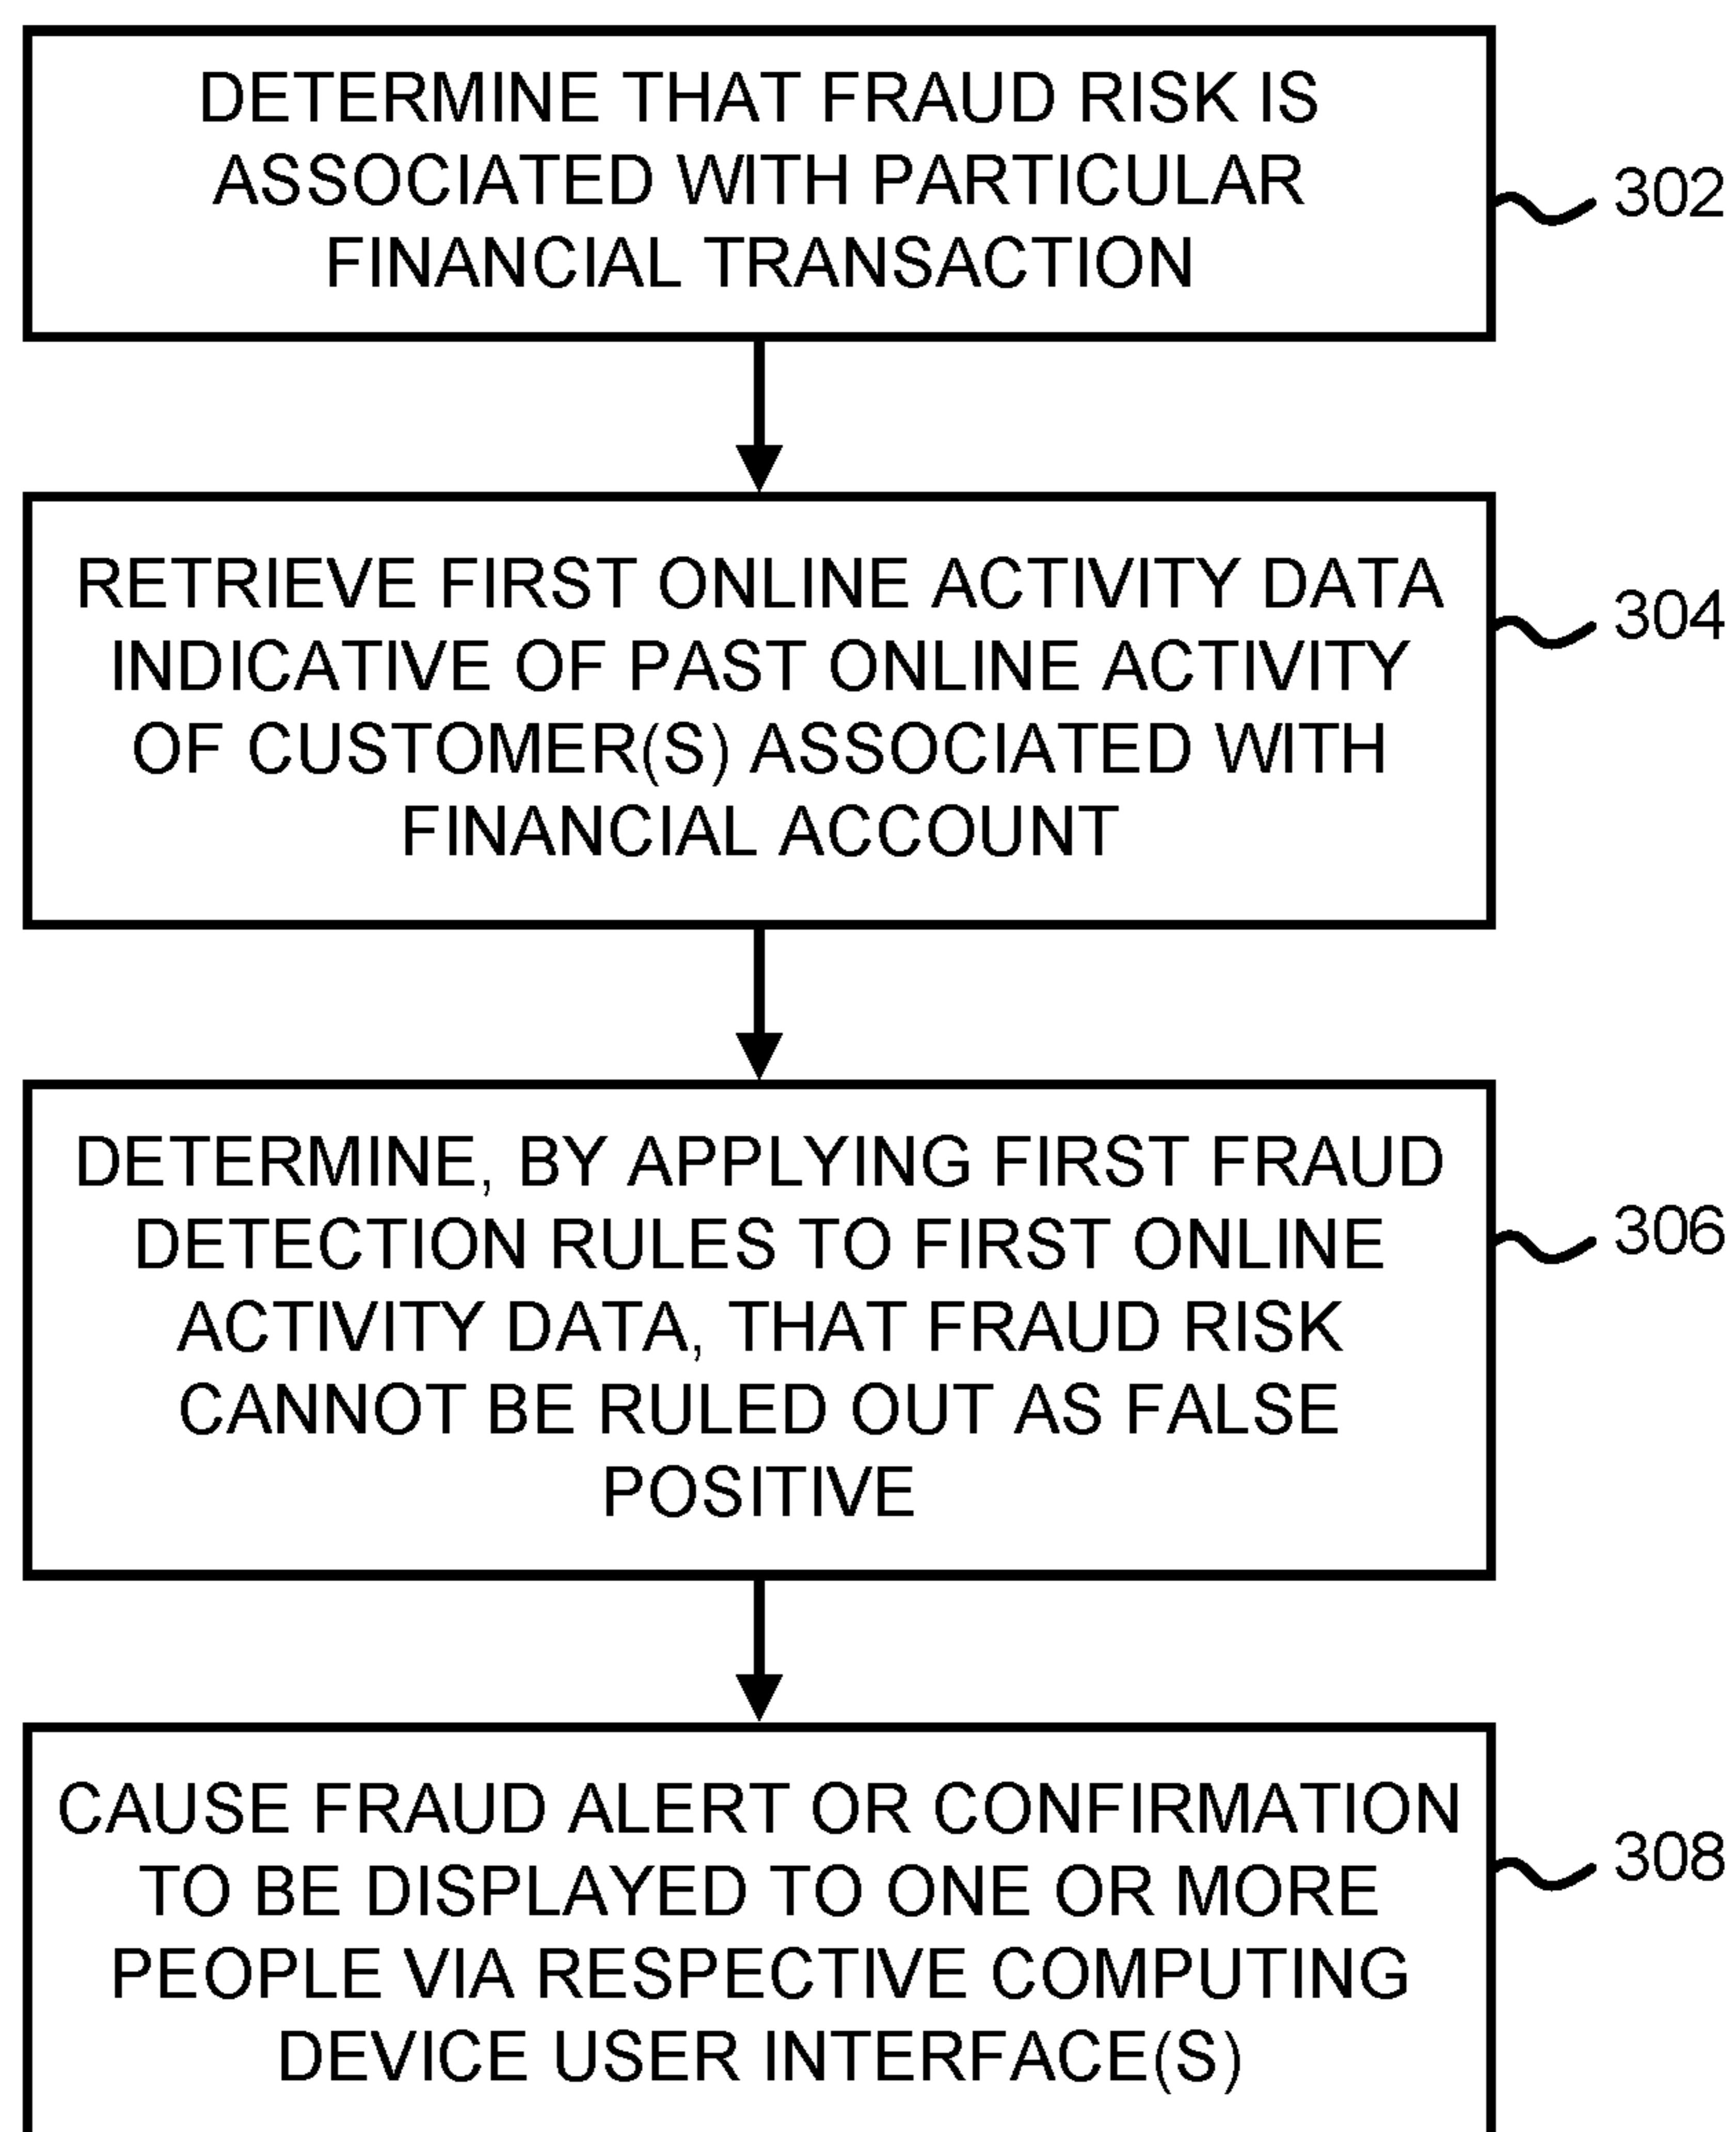 DETERMINE THAT FRAUD RISK IS
ASSOCIATED WITH PARTICULAR
FINANCIAL TRANSACTION
302
RETRIEVE FIRST ONLINE ACTIVITY DATA
INDICATIVE OF PAST ONLINE ACTIVITY
OF CUSTOMER(S) ASSOCIATED WITH
FINANCIAL ACCOUNT
304
DETERMINE, BY APPLYING FIRST FRAUD
DETECTION RULES TO FIRST ONLINE
ACTIVITY DATA, THAT FRAUD RISK
CANNOT BE RULED OUT AS FALSE
POSITIVE
306
CAUSE FRAUD ALERT OR CONFIRMATION
TO BE DISPLAYED TO ONE OR MORE
PEOPLE VIA RESPECTIVE COMPUTING
DEVICE USER INTERFACE(S)
308